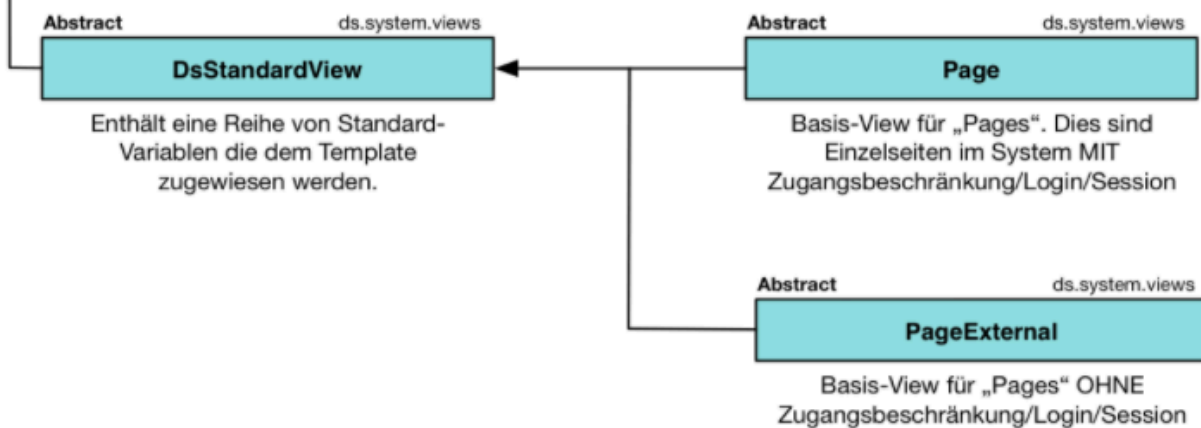 Abstract ds.system.views
DsStandardView
Enthält eine Reihe von Standard-
Variablen die dem Template
zugewiesen werden.
Abstract ds.system.views
Page
Basis-View für „Pages“. Dies sind
Einzelseiten im System MIT
Zugangsbeschränkung/Login/Session
Abstract ds.system.views
PageExternal
Basis-View für „Pages“ OHNE
Zugangsbeschränkung/Login/Session